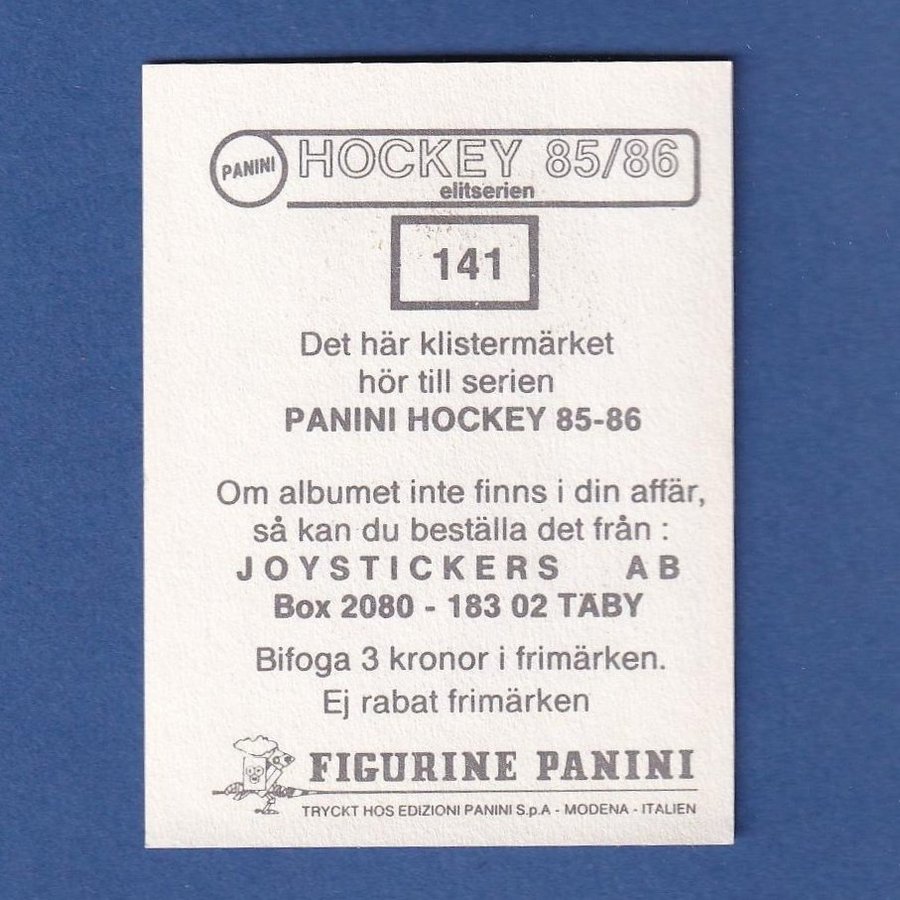 PANINI HOCKEY 85/86
elitserien
141
Det här klistermärket
hör till serien
PANINI HOCKEY 85-86
Om albumet inte finns i din affär,
så kan du beställa det från :
JOYSTICKERS AB
Box 2080 - 183 02 TÄBY
Bifoga 3 kronor i frimärken.
Ej rabat frimärken
FIGURINE PANINI
TRYCKT HOS EDIZIONI PANINI S.p.A - MODENA - ITALIEN